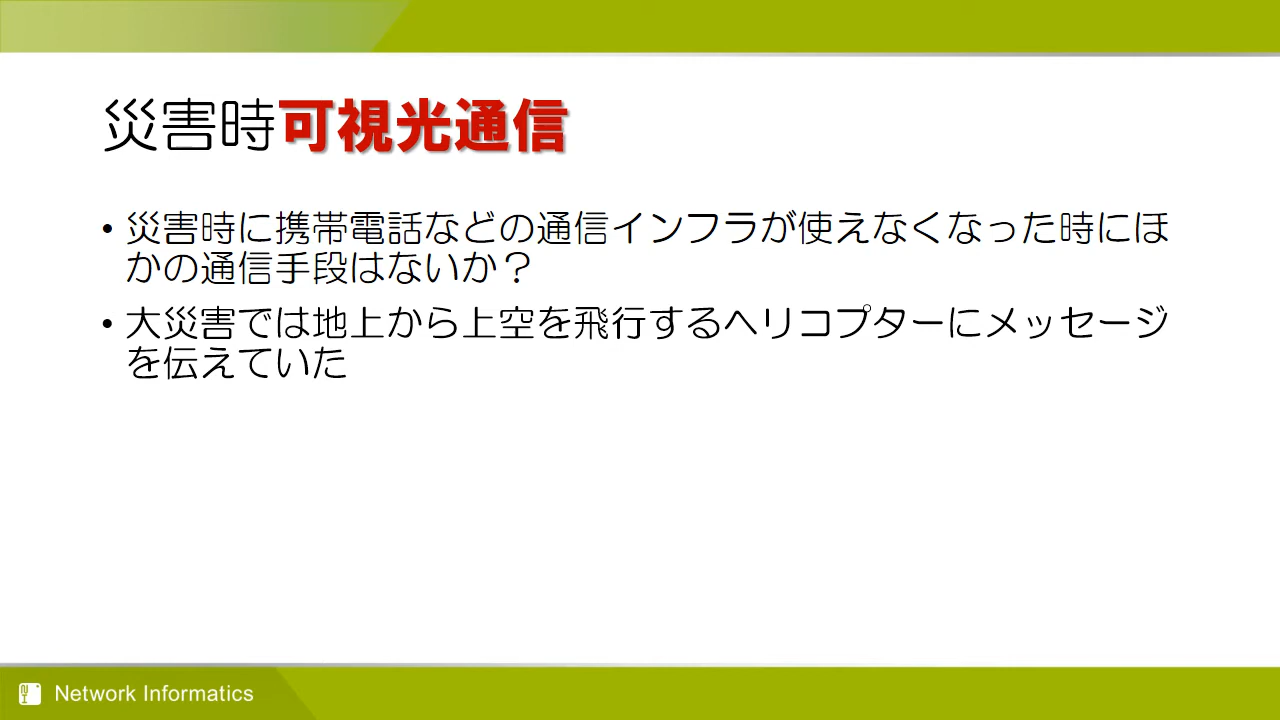 災害時可視光通信
• 災害時に携帯電話などの通信インフラが使えなくなった時にほ
かの通信手段はないか？
• 大災害では地上から上空を飛行するヘリコプターにメッセージ
を伝えていた
Network Informatics